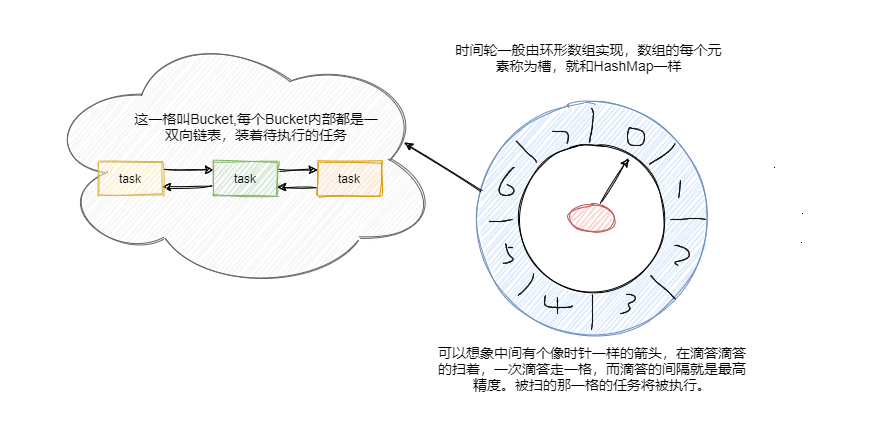 时间轮一般由环形数组实现，数组的每个元
素称为槽，就和HashMap一样
这一格叫Bucket,每个Bucket内部都是一
双向链表，装着待执行的任务
task
task
task
0
1
2
3
4
5
6
7
可以想象中间有个像时针一样的箭头，在滴答滴答
的扫着，一次滴答走一格，而滴答的间隔就是最高
精度。被扫的那一格的任务将被执行。